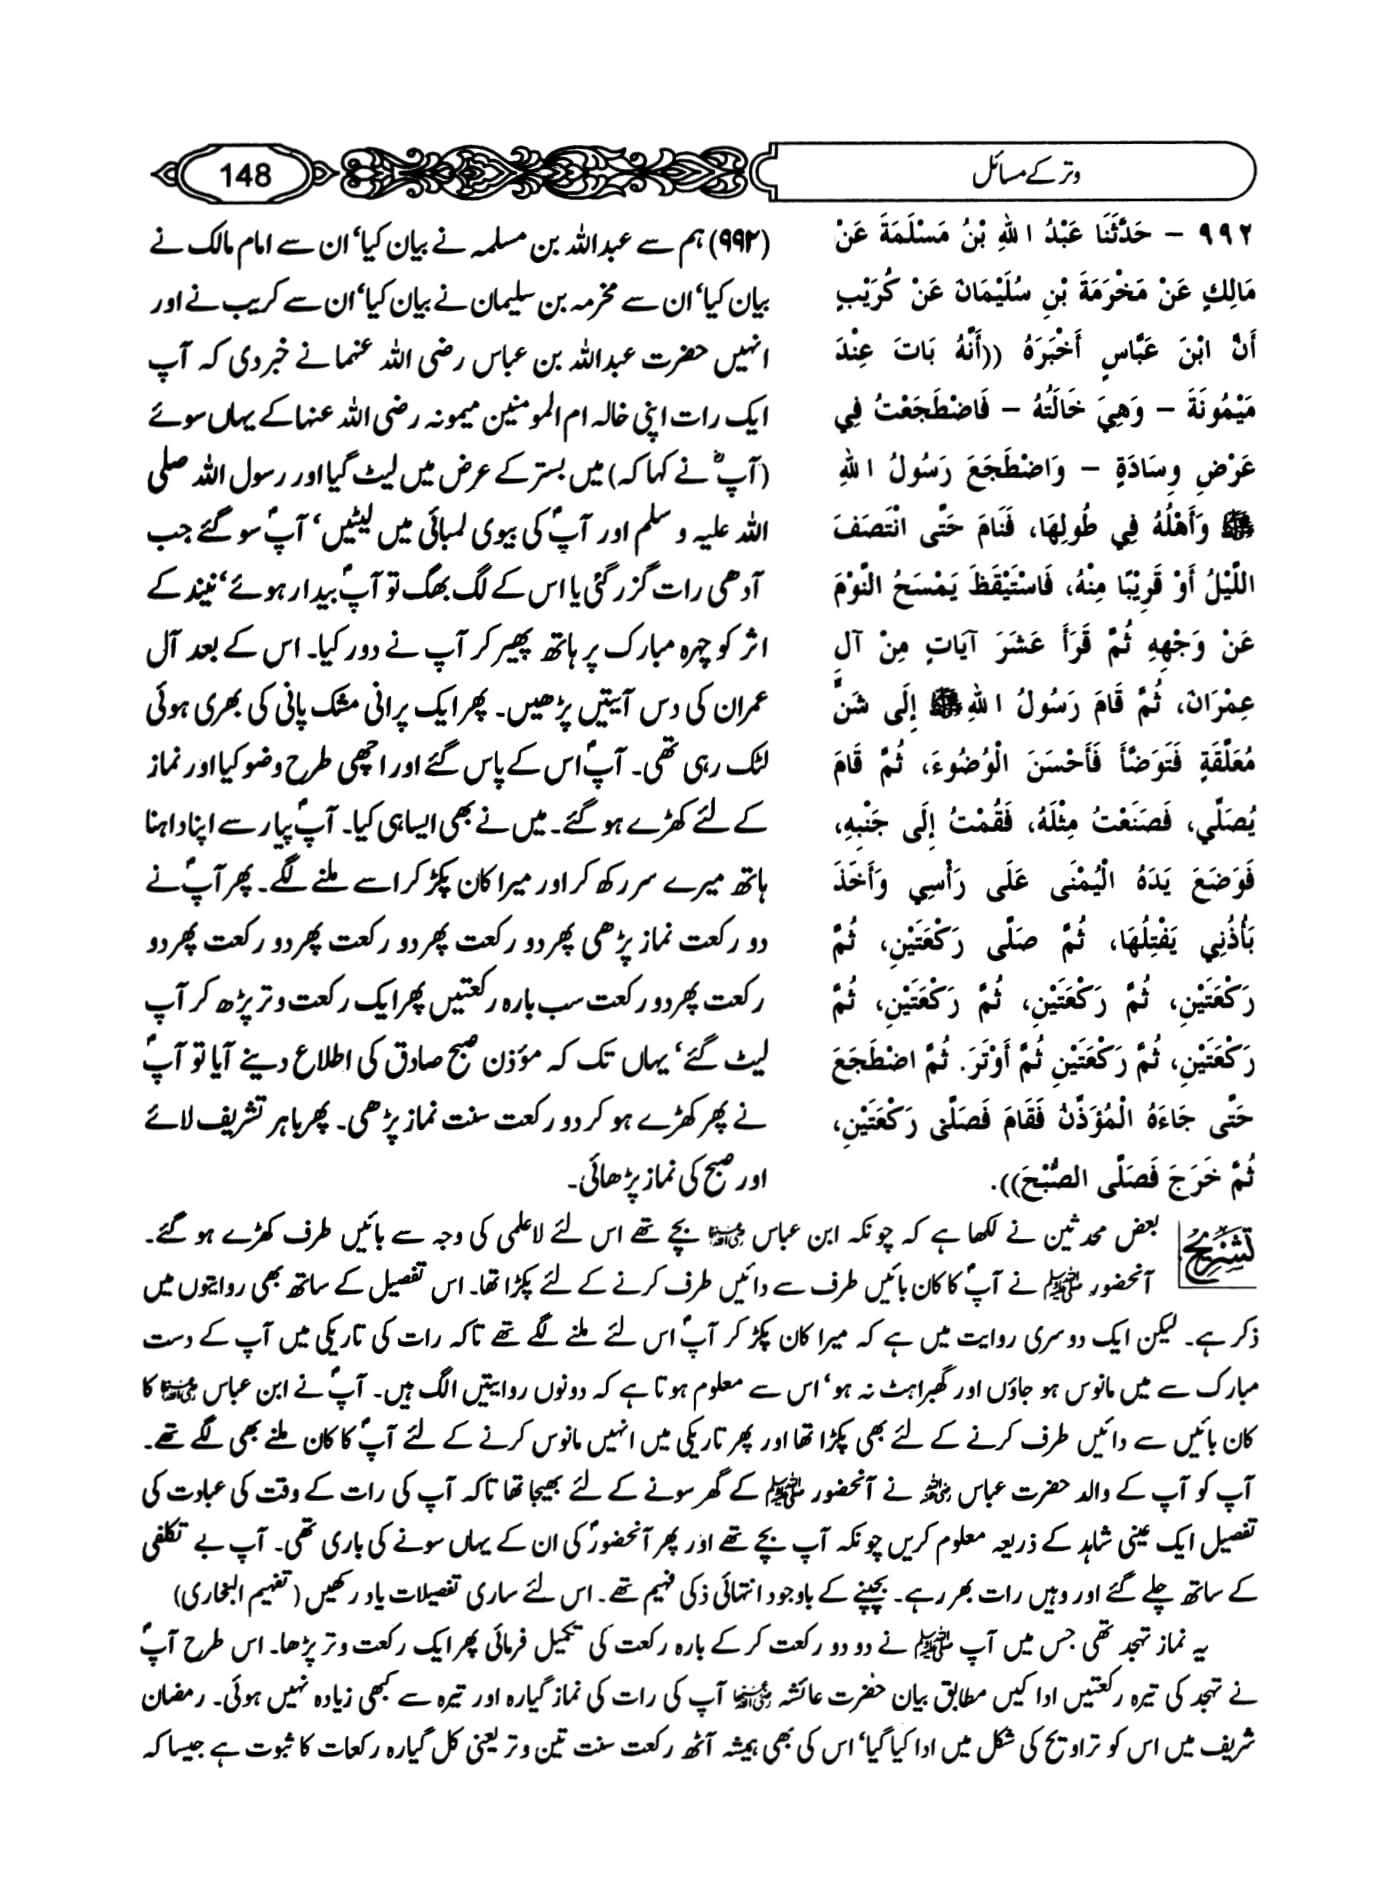 وتر کے مسائل
148
٩٩٢ – حَدَّثَنَا عَبْدُ اللهِ بْنُ مَسْلَمَةَ عَنْ
مَالِكٍ عَنْ مَخْرَمَةَ بْنِ سُلَيْمَانَ عَنْ كُرَيْبٍ
أَنَّ ابْنَ عَبَّاسٍ أَخْبَرَهُ ((أَنَّهُ بَاتَ عِنْدَ
مَيْمُونَةَ – وَهِيَ خَالَتُهُ – فَاضْطَجَعْتُ فِي
عَرْضِ وِسَادَةٍ – وَاضْطَجَعَ رَسُولُ اللهِ
ﷺ وَأَهْلُهُ فِي طُولِهَا، فَنَامَ حَتَّى انْتَصَفَ
اللَّيْلُ أَوْ قَرِيْبًا مِنْهُ، فَاسْتَيْقَظَ يَمْسَحُ النَّوْمَ
عَنْ وَجْهِهِ ثُمَّ قَرَأَ عَشَرَ آيَاتٍ مِنْ آلِ
عِمْرَانَ، ثُمَّ قَامَ رَسُولُ اللهِ ﷺ إِلَى شَنٍّ
مُعَلَّقَةٍ فَتَوَضَّأَ فَأَحْسَنَ الْوُضُوءَ، ثُمَّ قَامَ
يُصَلِّي، فَصَنَعْتُ مِثْلَهُ، فَقُمْتُ إِلَى جَنْبِهِ،
فَوَضَعَ يَدَهُ الْيُمْنَى عَلَى رَأْسِي وَأَخَذَ
بَأُذُنِي يَفْتِلُهَا، ثُمَّ صَلَّى رَكْعَتَيْنِ، ثُمَّ
رَكْعَتَيْنِ، ثُمَّ رَكْعَتَيْنِ، ثُمَّ رَكْعَتَيْنِ، ثُمَّ
رَكْعَتَيْنِ، ثُمَّ رَكْعَتَيْنِ ثُمَّ أَوْتَرَ. ثُمَّ اضْطَجَعَ
حَتَّى جَاءَهُ الْمُؤَذِّنُ فَقَامَ فَصَلَّى رَكْعَتَيْنِ،
ثُمَّ خَرَجَ فَصَلَّى الصُّبْحَ)).
(۹۹۲) ہم سے عبداللہ بن مسلمہ نے بیان کیا‘ ان سے امام مالک نے
بیان کیا‘ ان سے مخرمہ بن سلیمان نے بیان کیا‘ ان سے کریب نے اور
انہیں حضرت عبداللہ بن عباس رضی اللہ عنہما نے خبر دی کہ آپ
ایک رات اپنی خالہ ام المومنین میمونہ رضی اللہ عنہا کے یہاں سوئے
(آپؓ نے کہا کہ) میں بستر کے عرض میں لیٹ گیا اور رسول اللہ صلی
اللہ علیہ و سلم اور آپؐ کی بیوی لمبائی میں لیٹیں‘ آپؐ سو گئے جب
آدھی رات گزر گئی یا اس کے لگ بھگ تو آپؐ بیدار ہوئے‘ نیند کے
اثر کو چہرہ مبارک پر ہاتھ پھیر کر آپ نے دور کیا۔ اس کے بعد آل
عمران کی دس آیتیں پڑھیں۔ پھر ایک پرانی مشک پانی کی بھری ہوئی
لٹک رہی تھی۔ آپؐ اس کے پاس گئے اور اچھی طرح وضو کیا اور نماز
کے لئے کھڑے ہو گئے۔ میں نے بھی ایسا ہی کیا۔ آپؐ پیار سے اپنا داہنا
ہاتھ میرے سر رکھ کر اور میرا کان پکڑ کر اسے ملنے لگے۔ پھر آپؐ نے
دو رکعت نماز پڑھی پھر دو رکعت پھر دو رکعت پھر دو رکعت پھر دو
رکعت پھر دو رکعت سب بارہ رکعتیں پھر ایک رکعت وتر پڑھ کر آپ
لیٹ گئے‘ یہاں تک کہ مؤذن صبح صادق کی اطلاع دینے آیا تو آپؐ
نے پھر کھڑے ہو کر دو رکعت سنت نماز پڑھی۔ پھر باہر تشریف لائے
اور صبح کی نماز پڑھائی۔
تشریح بعض محدثین نے لکھا ہے کہ چونکہ ابن عباس رضی اللہ عنہما بچے تھے اس لئے لاعلمی کی وجہ سے بائیں طرف کھڑے ہو گئے۔
آنحضور ﷺ نے آپؐ کا کان بائیں طرف سے دائیں طرف کرنے کے لئے پکڑا تھا۔ اس تفصیل کے ساتھ بھی روایتوں میں
ذکر ہے۔ لیکن ایک دوسری روایت میں ہے کہ میرا کان پکڑ کر آپؐ اس لئے ملنے لگے تھے تاکہ رات کی تاریکی میں آپ کے دست
مبارک سے میں مانوس ہو جاؤں اور گھبراہٹ نہ ہو‘ اس سے معلوم ہوتا ہے کہ دونوں روایتیں الگ ہیں۔ آپؐ نے ابن عباس رضی اللہ عنہما کا
کان بائیں سے دائیں طرف کرنے کے لئے بھی پکڑا تھا اور پھر تاریکی میں انہیں مانوس کرنے کے لئے آپؐ کا کان ملنے بھی لگے تھے۔
آپ کو آپ کے والد حضرت عباس رضی اللہ عنہ نے آنحضور ﷺ کے گھر سونے کے لئے بھیجا تھا تاکہ آپ کی رات کے وقت کی عبادت کی
تفصیل ایک عینی شاہد کے ذریعہ معلوم کریں چونکہ آپ بچے تھے اور پھر آنحضورؐ کی ان کے یہاں سونے کی باری تھی۔ آپ بے تکلفی
کے ساتھ چلے گئے اور وہیں رات بھر رہے۔ بچپنے کے باوجود انتہائی ذکی فہیم تھے۔ اس لئے ساری تفصیلات یاد رکھیں (تفہیم البخاری)
یہ نماز تہجد تھی جس میں آپ ﷺ نے دو دو رکعت کر کے بارہ رکعت کی تکمیل فرمائی پھر ایک رکعت وتر پڑھا۔ اس طرح آپؐ
نے تہجد کی تیرہ رکعتیں ادا کیں مطابق بیان حضرت عائشہ رضی اللہ عنہا آپ کی رات کی نماز گیارہ اور تیرہ سے کبھی زیادہ نہیں ہوئی۔ رمضان
شریف میں اس کو تراویح کی شکل میں ادا کیا گیا‘ اس کی بھی ہمیشہ آٹھ رکعت سنت تین وتر یعنی کل گیارہ رکعات کا ثبوت ہے جیسا کہ